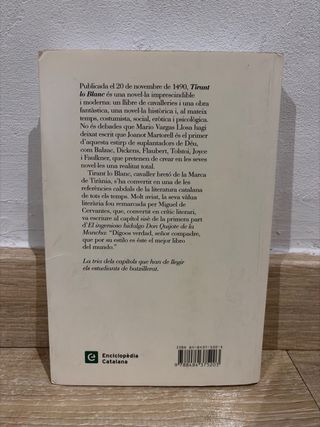 Publicada el 20 de novembre de 1490, Tirant
lo Blanc és una novel·la imprescindible
i moderna: un llibre de cavalleries i una obra
fantàstica, una novel·la històrica i, al mateix
temps, costumista, social, eròtica i psicològica.
No és debades que Mario Vargas Llosa hagi
deixat escrit que Joanot Martorell és el primer
d'aquesta estirp de suplantadors de Déu,
com Balzac, Dickens, Flaubert, Tolstoi, Joyce
i Faulkner, que pretenen de crear en les seves
novel·les una realitat total.
Tirant lo Blanc, cavaller bretó de la Marca
de Tirània, s'ha convertit en una de les
referències cabdals de la literatura catalana
de tots els temps. Molt aviat, la seva vàlua
literària fou remarcada per Miguel de
Cervantes, que, convertit en crític literari,
va escriure al capítol sisè de la primera part
d'El ingenioso hidalgo Don Quijote de la
Mancha: "Dígoos verdad, señor compadre,
que por su estilo es éste el mejor libro
del mundo."
La tria dels capítols que han de llegir
els estudiants de batxillerat.
Enciclopèdia
Catalana
9 788484 375203